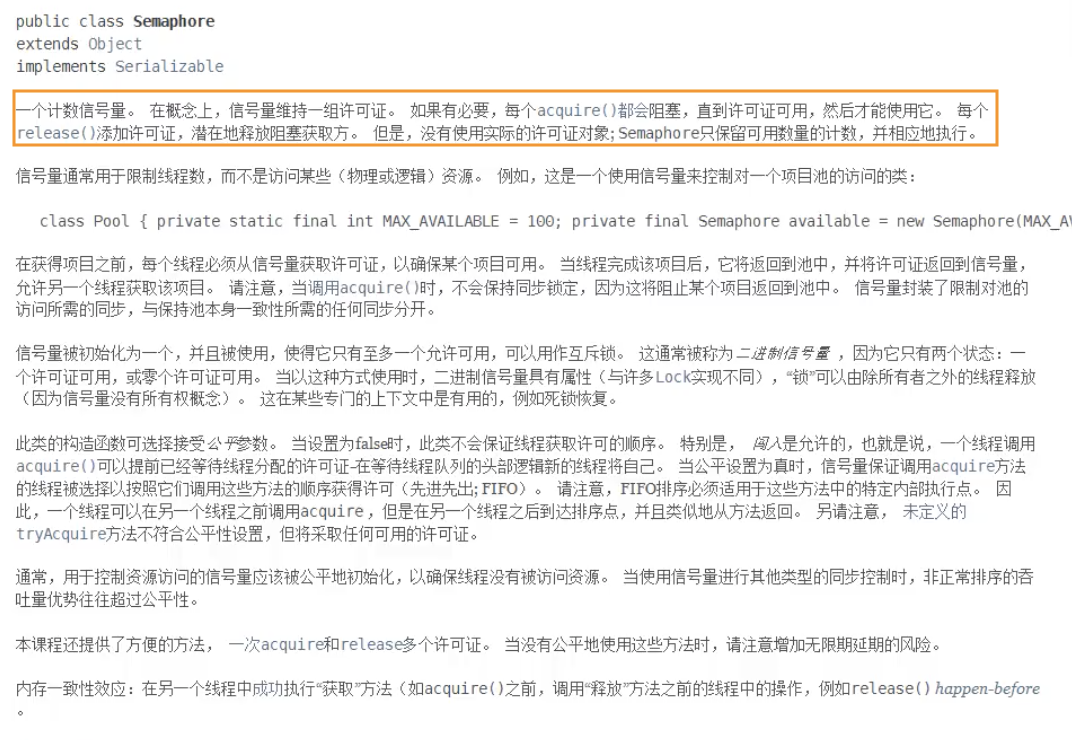 public class Semaphore
extends Object
implements Serializable
一个计数信号量。 在概念上，信号量维持一组许可证。 如果有必要，每个acquire()都会阻塞，直到许可证可用，然后才能使用它。 每个
release()添加许可证，潜在地释放阻塞获取方。 但是，没有使用实际的许可证对象; Semaphore只保留可用数量的计数，并相应地执行。
信号量通常用于限制线程数，而不是访问某些（物理或逻辑）资源。 例如，这是一个使用信号量来控制对一个项目池的访问的类：
class Pool { private static final int MAX_AVAILABLE = 100; private final Semaphore available = new Semaphore(MAX_AV
在获得项目之前，每个线程必须从信号量获取许可证，以确保某个项目可用。 当线程完成该项目后，它将返回到池中，并将许可证返回到信号量，
允许另一个线程获取该项目。 请注意，当调用acquire()时，不会保持同步锁定，因为这将阻止某个项目返回到池中。 信号量封装了限制对池的
访问所需的同步，与保持池本身一致性所需的任何同步分开。
信号量被初始化为一个，并且被使用，使得它只有至多一个允许可用，可以用作互斥锁。 这通常被称为二进制信号量 ，因为它只有两个状态：一
个许可证可用，或零个许可证可用。 当以这种方式使用时，二进制信号量具有属性（与许多Lock实现不同），“锁”可以由除所有者之外的线程释放
（因为信号量没有所有权概念）。 这在某些专门的上下文中是有用的，例如死锁恢复。
此类的构造函数可选择接受公平参数。 当设置为false时，此类不会保证线程获取许可的顺序。 特别是， 闯入是允许的，也就是说，一个线程调用
acquire()可以提前已经等待线程分配的许可证-在等待线程队列的头部逻辑新的线程将自己。 当公平设置为真时，信号量保证调用acquire方法
的线程被选择以按照它们调用这些方法的顺序获得许可（先进先出; FIFO）。 请注意，FIFO排序必须适用于这些方法中的特定内部执行点。 因
此，一个线程可以在另一个线程之前调用acquire ，但是在另一个线程之后到达排序点，并且类似地从方法返回。 另请注意， 未定义的
tryAcquire方法不符合公平性设置，但将采取任何可用的许可证。
通常，用于控制资源访问的信号量应该被公平地初始化，以确保线程没有被访问资源。 当使用信号量进行其他类型的同步控制时，非正常排序的吞
吐量优势往往超过公平性。
本课程还提供了方便的方法， 一次acquire和release多个许可证。 当没有公平地使用这些方法时，请注意增加无限期延期的风险。
内存一致性效应：在另一个线程中成功执行“获取”方法（如acquire()之前，调用“释放”方法之前的线程中的操作，例如release() happen-before
。